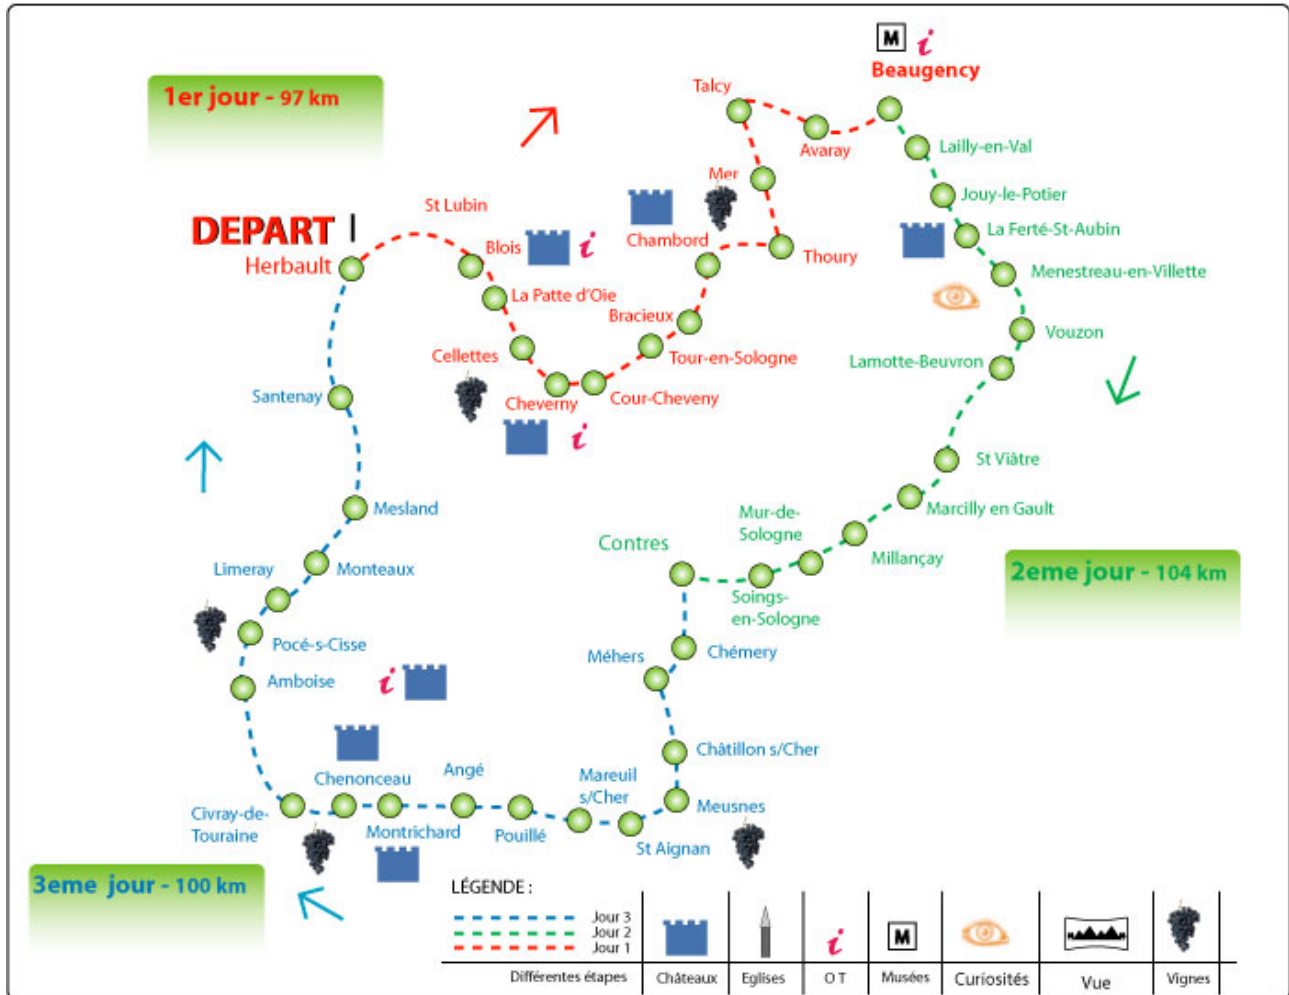 M i
Beaugency
1er jour - 97 km
Talcy
Avaray
Lailly-en-Val
Mer
Jouy-le-Potier
St Lubin
DEPART
Herbault
Blois
i
Chambord
Thoury
La Ferté-St-Aubin
Menestreau-en-Villette
La Patte d'Oie
Bracieux
Vouzon
Cellettes
Tour-en-Sologne
Lamotte-Beuvron
Santenay
Cheverny
Cour-Cheveny
i
St Viâtre
Mesland
Marcilly en Gault
Mur-de-
Sologne
Contres
Millançay
Limeray
Monteaux
2eme jour - 104 km
Soings-
en-Sologne
Pocé-s-Cisse
Méhers
Chémery
Amboise
i
Châtillon s/Cher
Chenonceau
Angé
Mareuil
s/Cher
Meusnes
Civray-de-
Touraine
Montrichard
Pouillé
St Aignan
3eme jour - 100 km
LÉGENDE :
Jour 3
Jour 2
Jour 1
i
M
Différentes étapes
Châteaux
Eglises
O T
Musées
Curiosités
Vue
Vignes